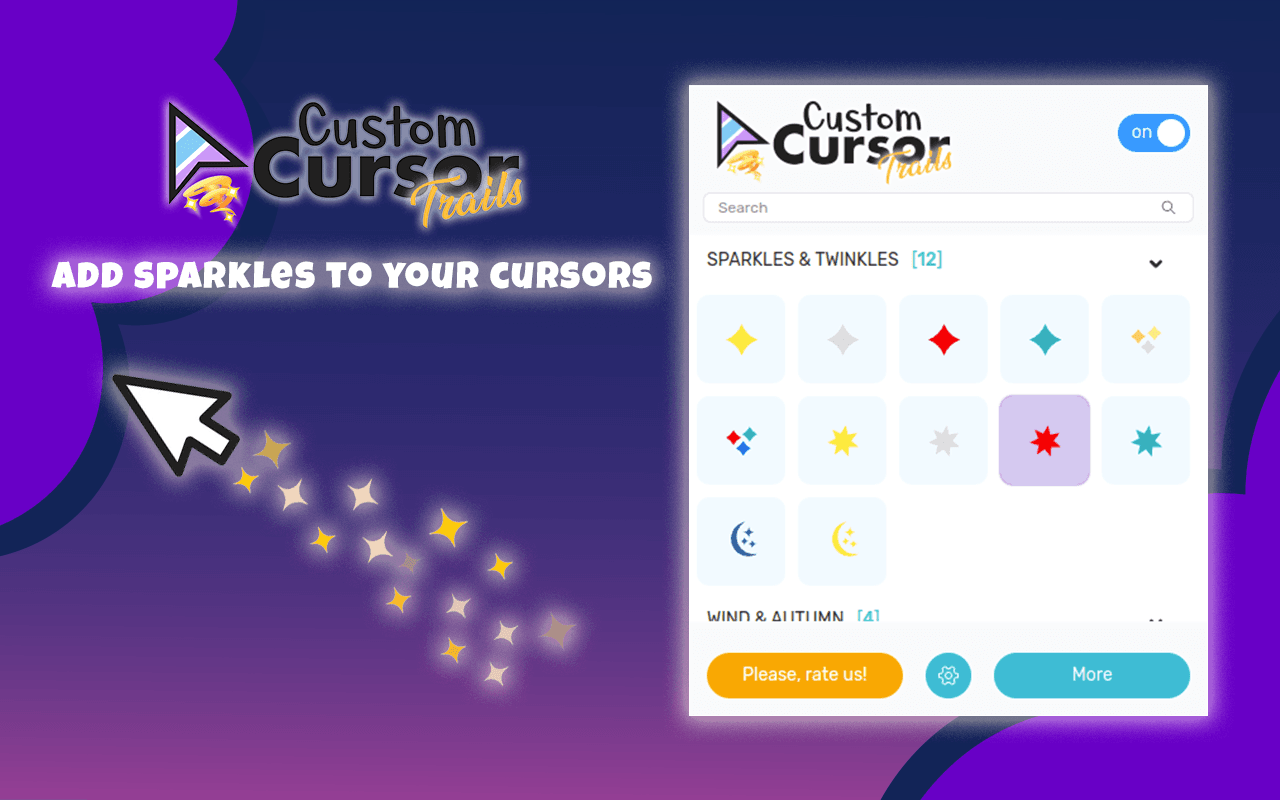 Custom
Cursor
Trails
ADD SPARKLES TO YOUR CURSORS
Custom
Cursor
Trails
on
Search
SPARKLES & TWINKLES [12]
WIND & AUTUMN [4]
Please, rate us!
More